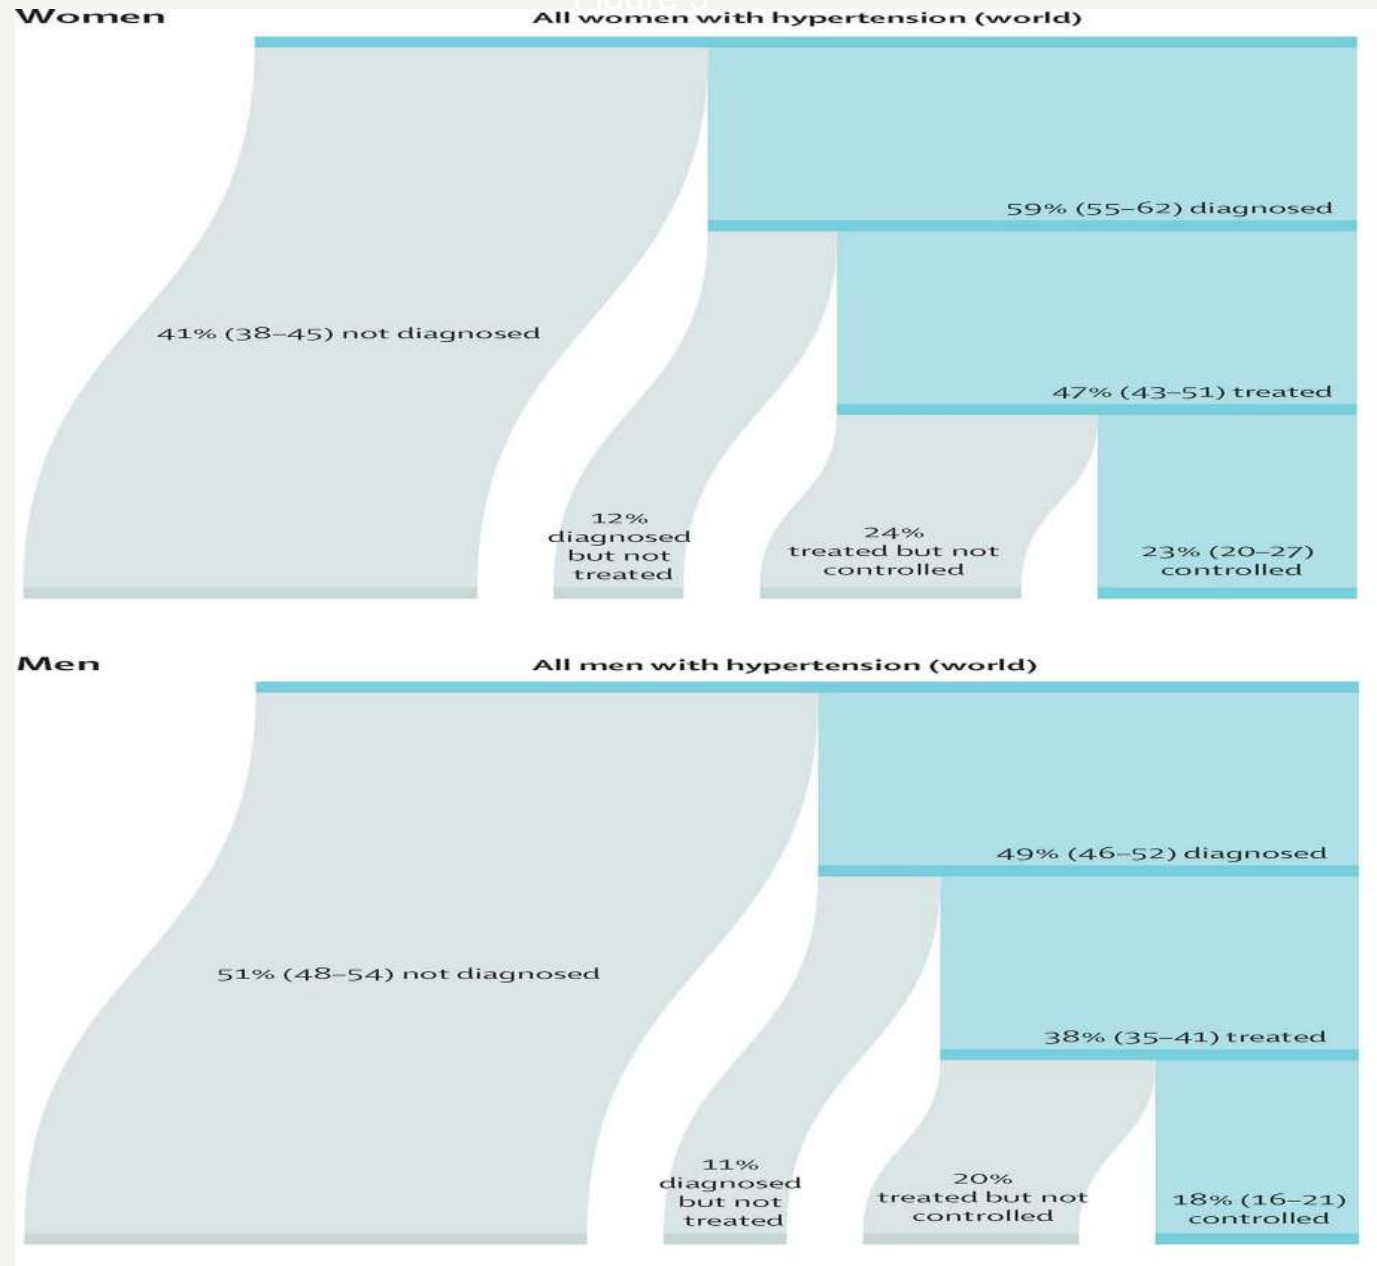 Figure 3
Women
All women with hypertension (world)
59% (55–62) diagnosed
41% (38–45) not diagnosed
47% (43–51) treated
12%
diagnosed
but not
treated
24%
treated but not
controlled
23% (20–27)
controlled
Men
All men with hypertension (world)
49% (46–52) diagnosed
51% (48–54) not diagnosed
38% (35–41) treated
11%
diagnosed
but not
treated
20%
treated but not
controlled
18% (16–21)
controlled